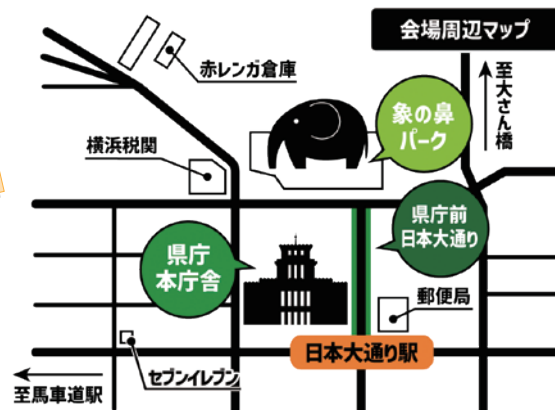 会場周辺マップ
赤レンガ倉庫
象の鼻
パーク
至大さん橋
横浜税関
県庁前
日本大通り
県庁
本庁舎
郵便局
日本大通り駅
セブンイレブン
至馬車道駅